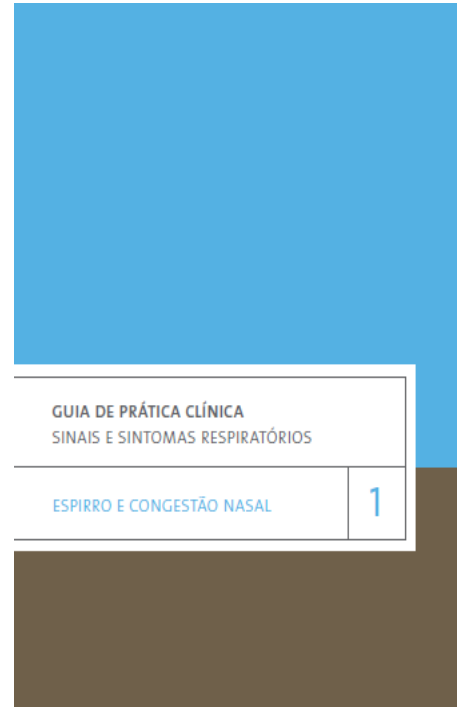 GUIA DE PRÁTICA CLÍNICA
SINAIS E SINTOMAS RESPIRATÓRIOS
ESPIRRO E CONGESTÃO NASAL
1